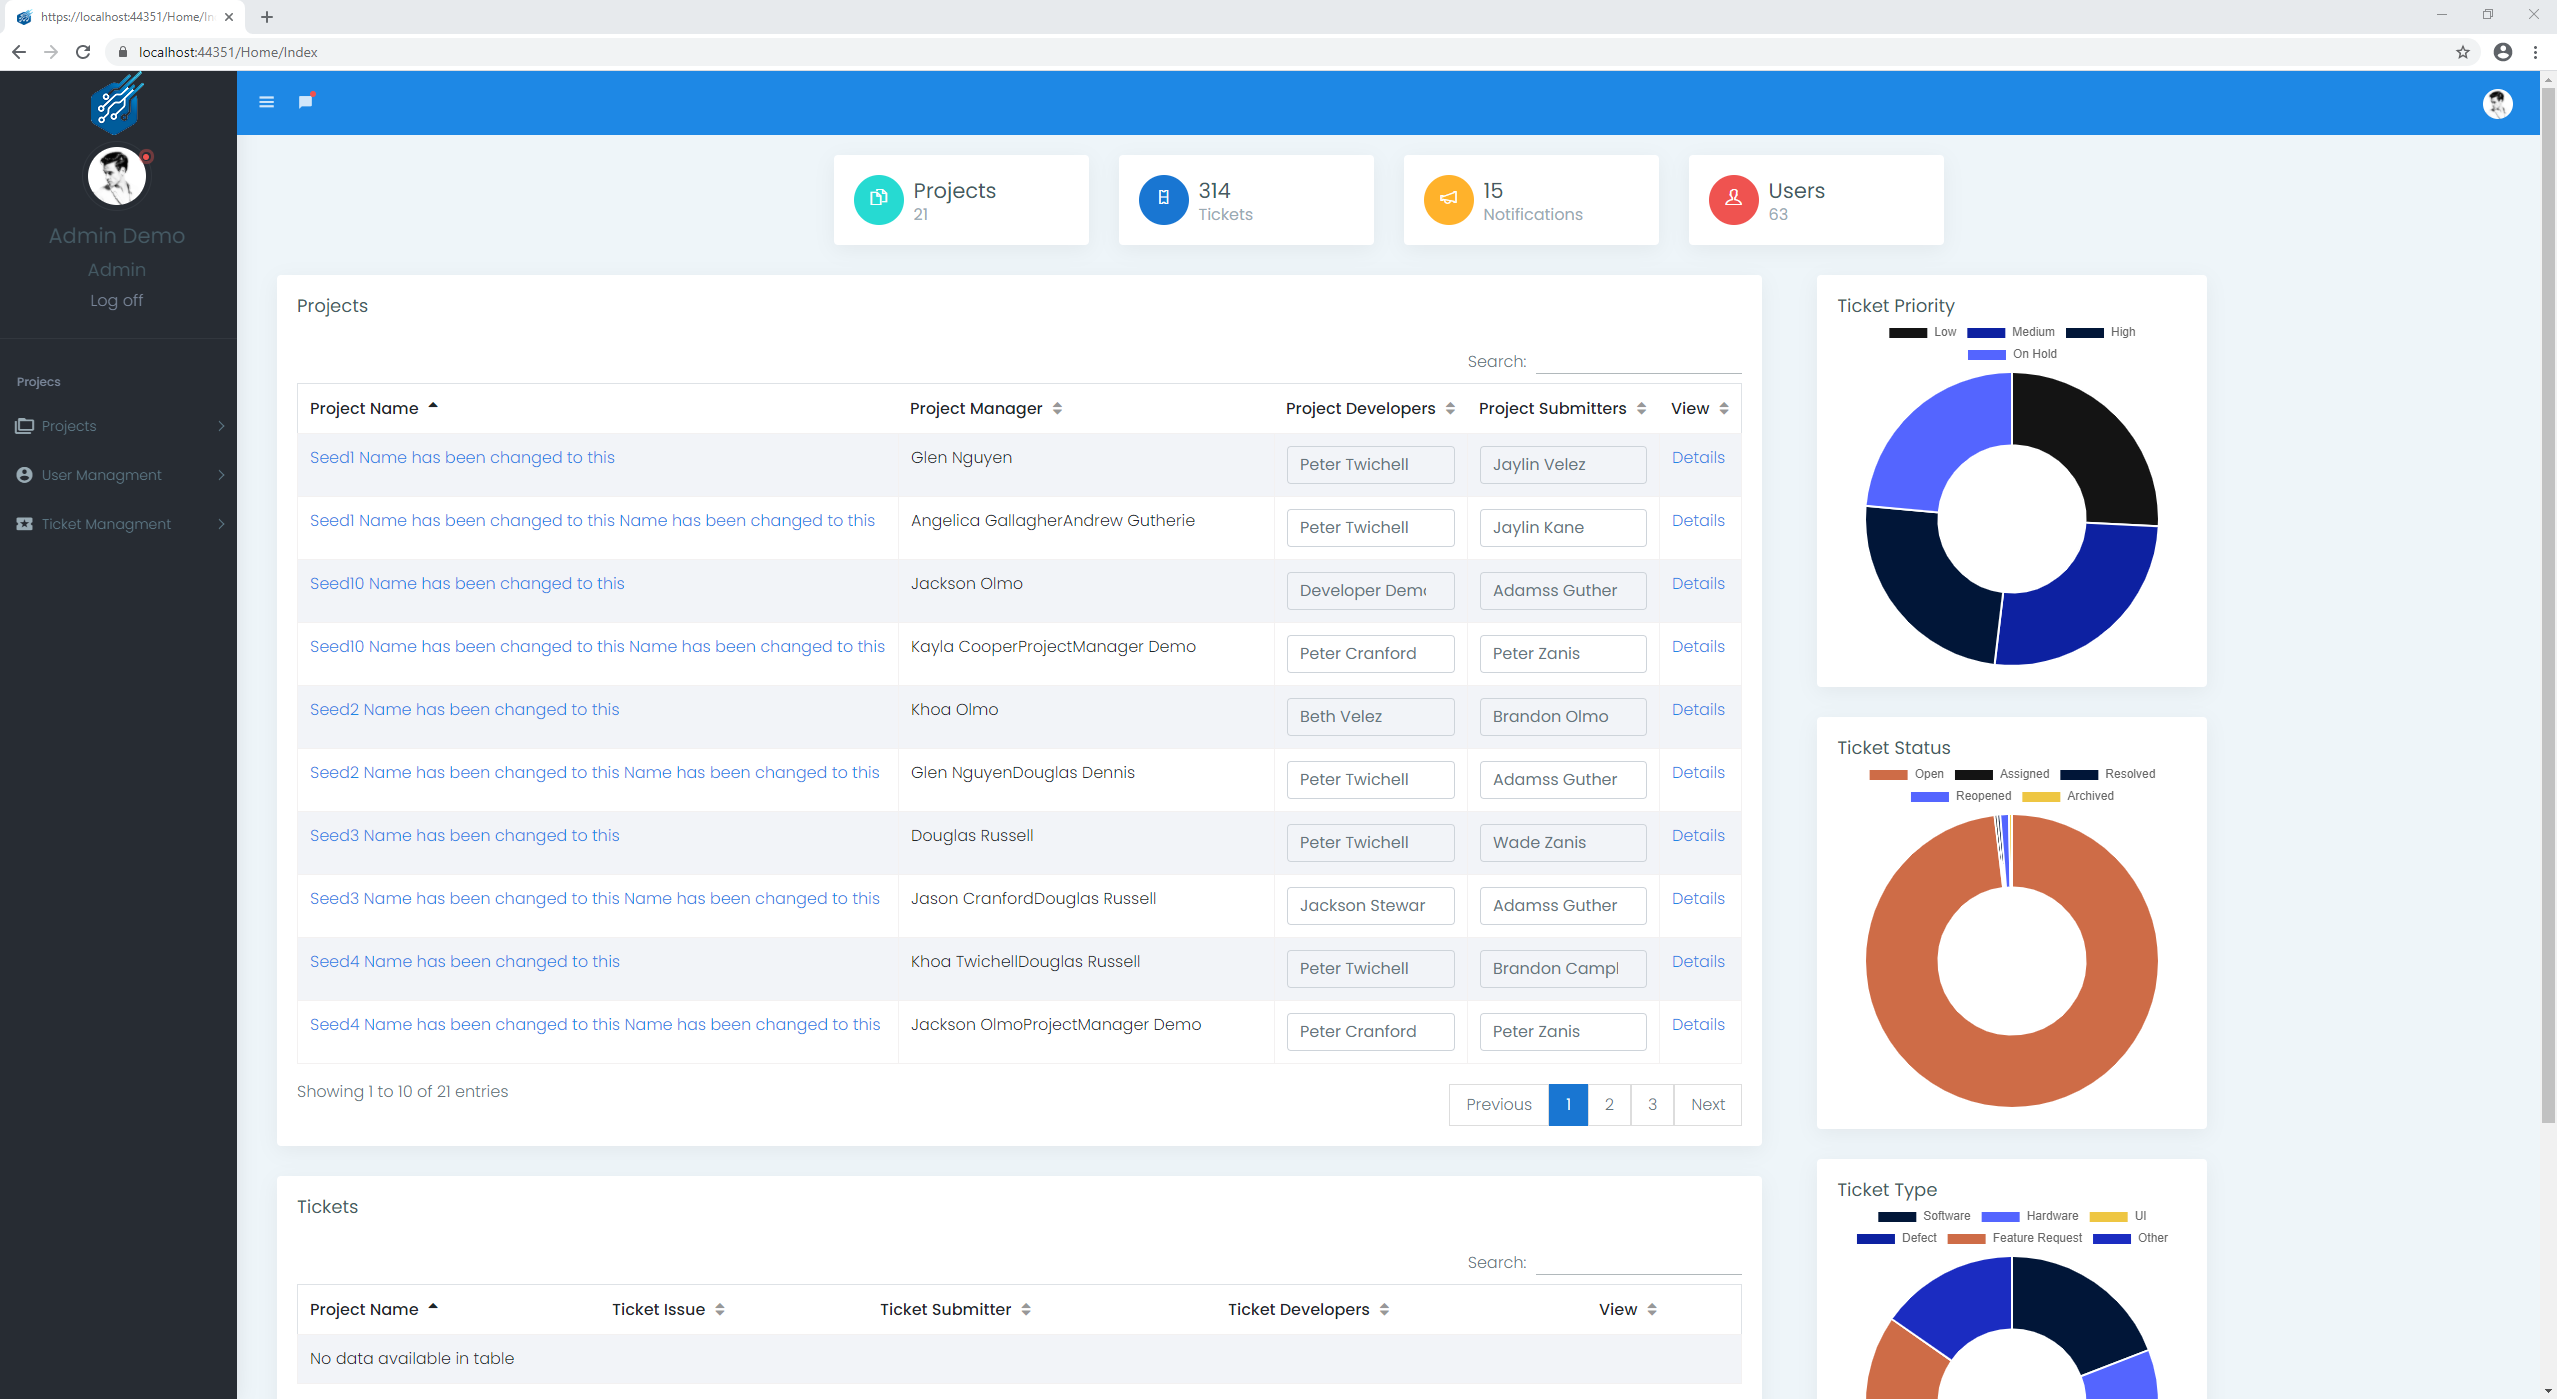 https://localhost:44351/Home/In
localhost:44351/Home/Index
Admin Demo
Admin
Log off
Projecs
Projects
User Managment
Ticket Managment
Projects
21
314
Tickets
15
Notifications
Users
63
Projects
Search:
Project Name Project Manager Project Developers Project Submitters View
Seed1 Name has been changed to this Glen Nguyen Peter Twichell Jaylin Velez Details
Seed1 Name has been changed to this Name has been changed to this Angelica GallagherAndrew Gutherie Peter Twichell Jaylin Kane Details
Seed10 Name has been changed to this Jackson Olmo Developer Demo Adamss Guther Details
Seed10 Name has been changed to this Name has been changed to this Kayla CooperProjectManager Demo Peter Cranford Peter Zanis Details
Seed2 Name has been changed to this Khoa Olmo Beth Velez Brandon Olmo Details
Seed2 Name has been changed to this Name has been changed to this Glen NguyenDouglas Dennis Peter Twichell Adamss Guther Details
Seed3 Name has been changed to this Douglas Russell Peter Twichell Wade Zanis Details
Seed3 Name has been changed to this Name has been changed to this Jason CranfordDouglas Russell Jackson Stewar Adamss Guther Details
Seed4 Name has been changed to this Khoa TwichellDouglas Russell Peter Twichell Brandon Campl Details
Seed4 Name has been changed to this Name has been changed to this Jackson OlmoProjectManager Demo Peter Cranford Peter Zanis Details
Showing 1 to 10 of 21 entries
Previous 1 2 3 Next
Tickets
Search:
Project Name Ticket Issue Ticket Submitter Ticket Developers View
No data available in table
Ticket Priority
Low Medium High
On Hold
Ticket Status
Open Assigned Resolved
Reopened Archived
Ticket Type
Software Hardware UI
Defect Feature Request Other